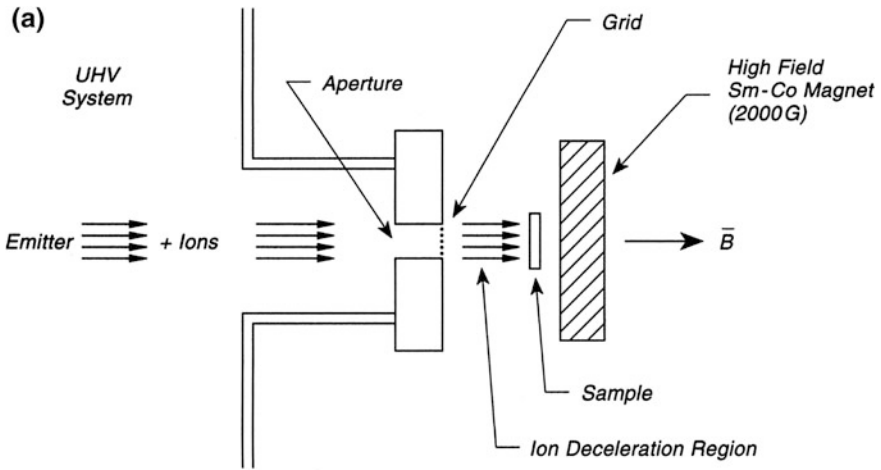 (a)
UHV
System
Aperture
Grid
High Field
Sm-Co Magnet
(2000G)
Emitter
+ Ions
B
Sample
Ion Deceleration Region